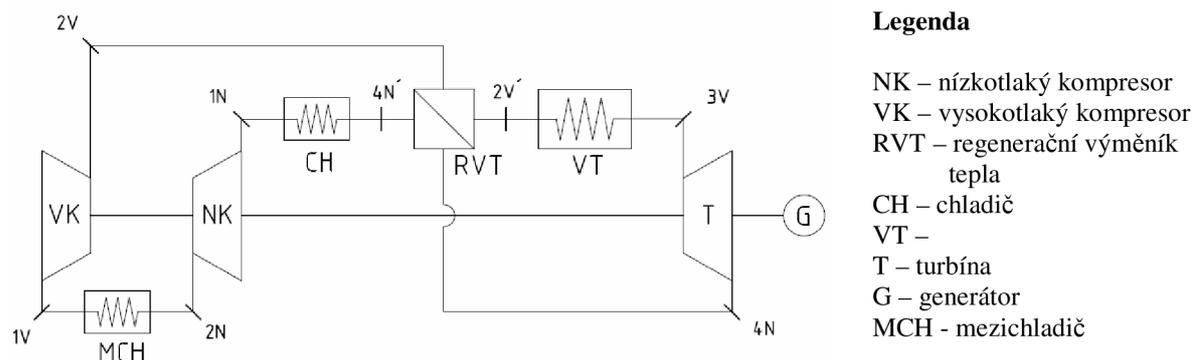 2V
1N
CH
4N´
RVT
2V´
VT
3V
VK
NK
T
G
1V
MCH
2N
4N
Legenda
NK – nízkotlaký kompresor
VK – vysokotlaký kompresor
RVT – regenerační výměník
tepla
CH – chladič
VT –
T – turbína
G – generátor
MCH - mezichladič